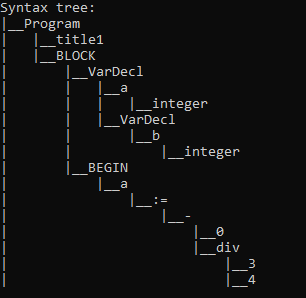 Syntax tree:
|__Program
|   |__title1
|   |__BLOCK
|       |__VarDecl
|       |   |__a
|       |       |__integer
|       |__VarDecl
|       |   |__b
|       |       |__integer
|       |__BEGIN
|           |__a
|               |__:=
|                   |__-
|                       |__0
|                       |__div
|                           |__3
|                           |__4